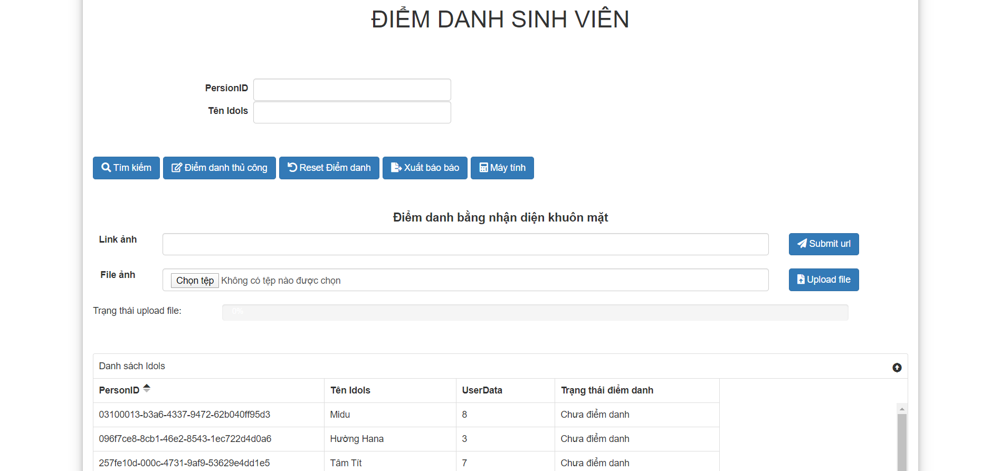 ĐIỂM DANH SINH VIÊN
PersionID
Tên Idols
Tìm kiếm Điểm danh thủ công Reset Điểm danh Xuất báo báo Máy tính
Điểm danh bằng nhận diện khuôn mặt
Link ảnh Submit url
File ảnh Chọn tệp Không có tệp nào được chọn Upload file
Trạng thái upload file: 0%
Danh sách Idols
PersonID Tên Idols UserData Trạng thái điểm danh
03100013-b3a6-4337-9472-62b040ff95d3 Midu 8 Chưa điểm danh
096f7ce8-8cb1-46e2-8543-1ec722d4d0a6 Hường Hana 3 Chưa điểm danh
257fe10d-000c-4731-9af9-53629e4dd1e5 Tâm Tít 7 Chưa điểm danh